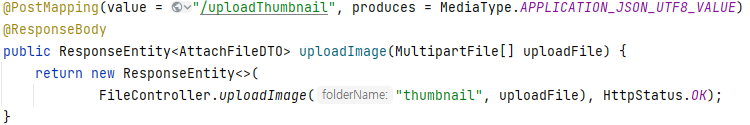 @PostMapping(value = "/uploadThumbnail", produces = MediaType.APPLICATION_JSON_UTF8_VALUE)
@ResponseBody
public ResponseEntity<AttachFileDTO> uploadImage(MultipartFile[] uploadFile) {
    return new ResponseEntity<>(
            FileController.uploadImage( folderName: "thumbnail", uploadFile), HttpStatus.OK);
}